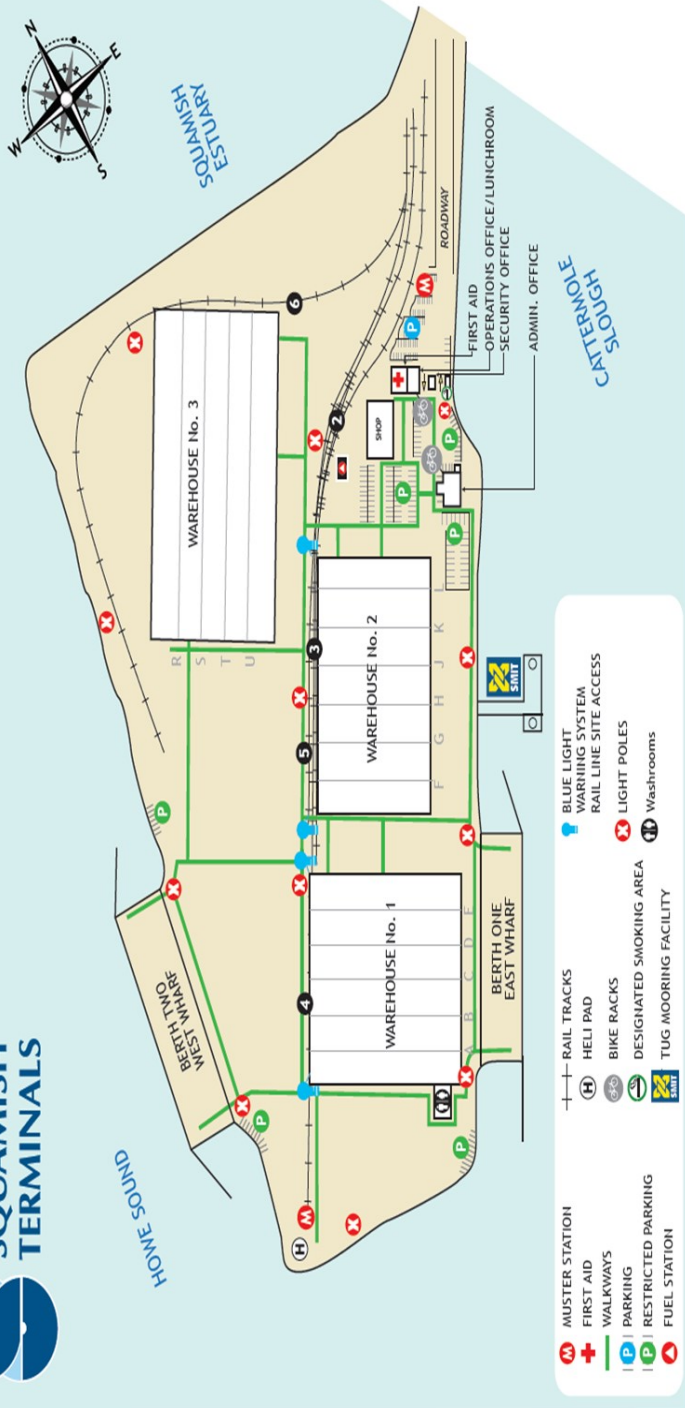 SQUAMISH
TERMINALS
N
E
S
W
SQUAMISH
ESTUARY
HOWE SOUND
CATTERMOLE
SLOUGH
ROADWAY
FIRST AID
OPERATIONS OFFICE/LUNCHROOM
SECURITY OFFICE
ADMIN. OFFICE
SHOP
WAREHOUSE No. 3
R
S
T
U
WAREHOUSE No. 2
F
G
H
J
K
L
WAREHOUSE No. 1
A
B
C
D
E
BERTH TWO
WEST WHARF
BERTH ONE
EAST WHARF
4
5
3
2
6
H
M
X
X
P
P
X
X
X
X
X
X
X
X
X
X
P
P
P
P
P
M
SMIT
M MUSTER STATION
FIRST AID
WALKWAYS
P PARKING
P RESTRICTED PARKING
FUEL STATION
RAIL TRACKS
H HELI PAD
BIKE RACKS
DESIGNATED SMOKING AREA
SMIT TUG MOORING FACILITY
BLUE LIGHT
WARNING SYSTEM
RAIL LINE SITE ACCESS
X LIGHT POLES
Washrooms